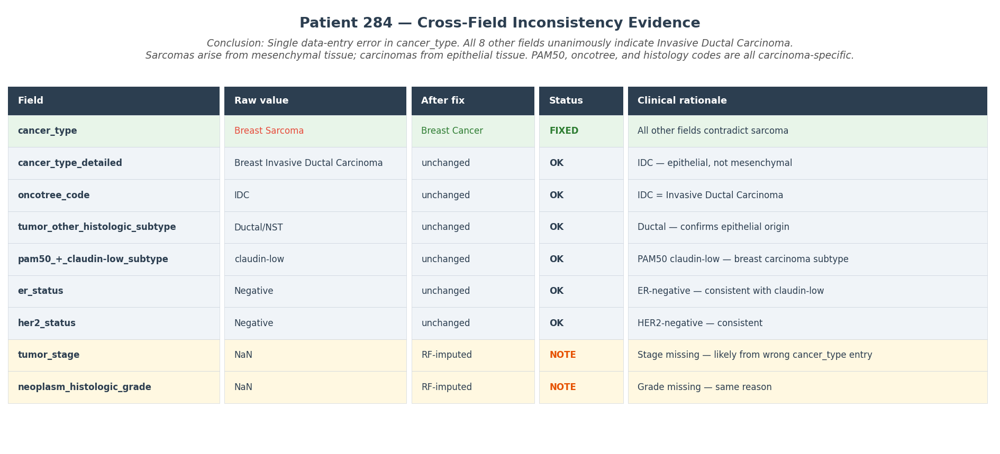 Patient 284 — Cross-Field Inconsistency Evidence
Conclusion: Single data-entry error in cancer_type. All 8 other fields unanimously indicate Invasive Ductal Carcinoma.
Sarcomas arise from mesenchymal tissue; carcinomas from epithelial tissue. PAM50, oncotree, and histology codes are all carcinoma-specific.
Field Raw value After fix Status Clinical rationale
cancer_type Breast Sarcoma Breast Cancer FIXED All other fields contradict sarcoma
cancer_type_detailed Breast Invasive Ductal Carcinoma unchanged OK IDC — epithelial, not mesenchymal
oncotree_code IDC unchanged OK IDC = Invasive Ductal Carcinoma
tumor_other_histologic_subtype Ductal/NST unchanged OK Ductal — confirms epithelial origin
pam50_+_claudin-low_subtype claudin-low unchanged OK PAM50 claudin-low — breast carcinoma subtype
er_status Negative unchanged OK ER-negative — consistent with claudin-low
her2_status Negative unchanged OK HER2-negative — consistent
tumor_stage NaN RF-imputed NOTE Stage missing — likely from wrong cancer_type entry
neoplasm_histologic_grade NaN RF-imputed NOTE Grade missing — same reason